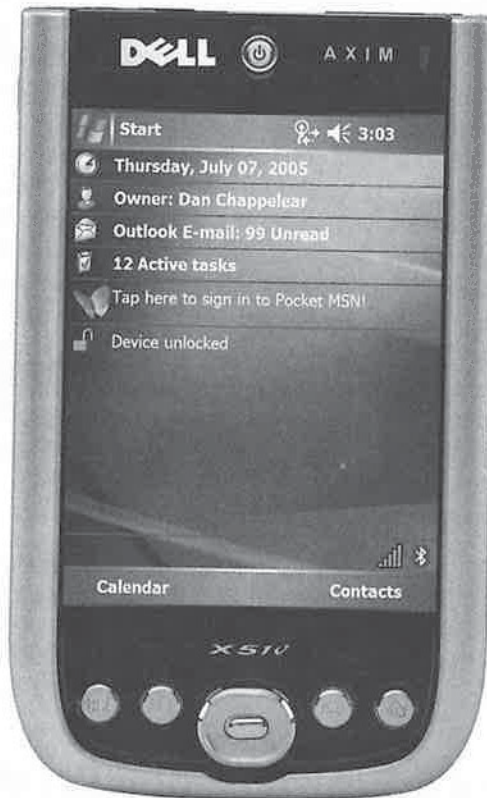 DELL AXIM
Start 3:03
Thursday, July 07, 2005
Owner: Dan Chappelear
Outlook E-mail: 99 Unread
12 Active tasks
Tap here to sign in to Pocket MSN!
Device unlocked
Calendar Contacts
X51v